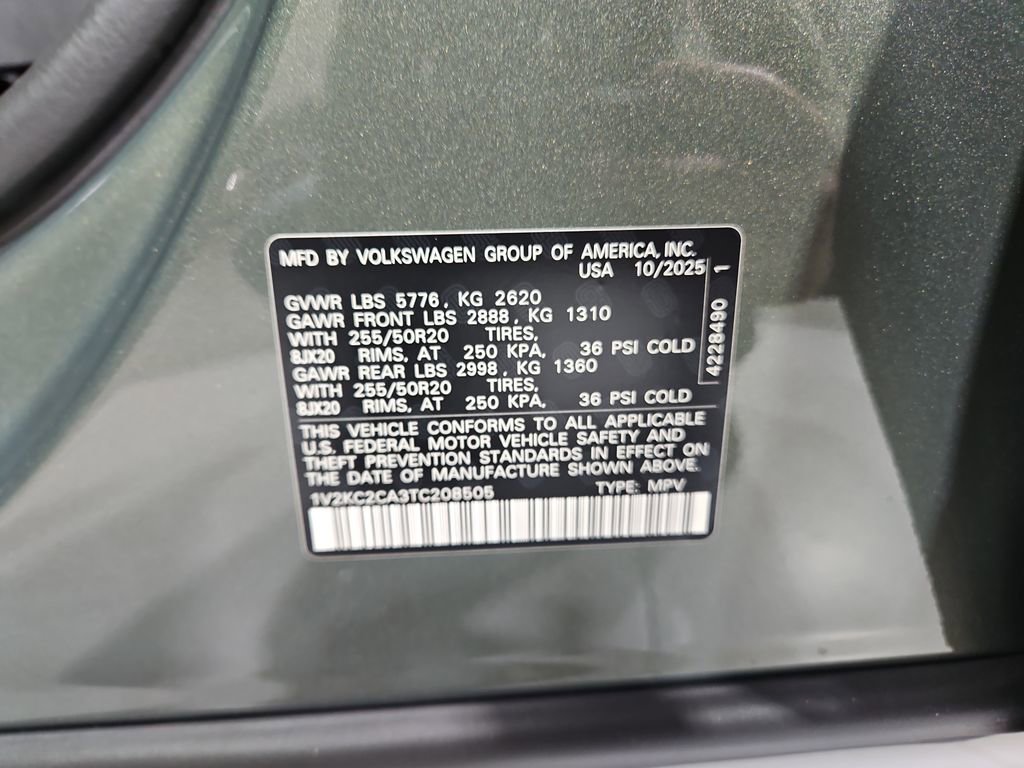 MFD BY VOLKSWAGEN GROUP OF AMERICA, INC.
USA 10/2025
GVWR LBS 5776, KG 2620
GAWR FRONT LBS 2888, KG 1310
WITH 255/50R20 TIRES,
8JX20 RIMS, AT 250 KPA, 36 PSI COLD
GAWR REAR LBS 2998, KG 1360
WITH 255/50R20 TIRES,
8JX20 RIMS, AT 250 KPA, 36 PSI COLD
THIS VEHICLE CONFORMS TO ALL APPLICABLE
U.S. FEDERAL MOTOR VEHICLE SAFETY AND
THEFT PREVENTION STANDARDS IN EFFECT ON
THE DATE OF MANUFACTURE SHOWN ABOVE.
1V2KC2CA3TC208505 TYPE: MPV
4228490 1